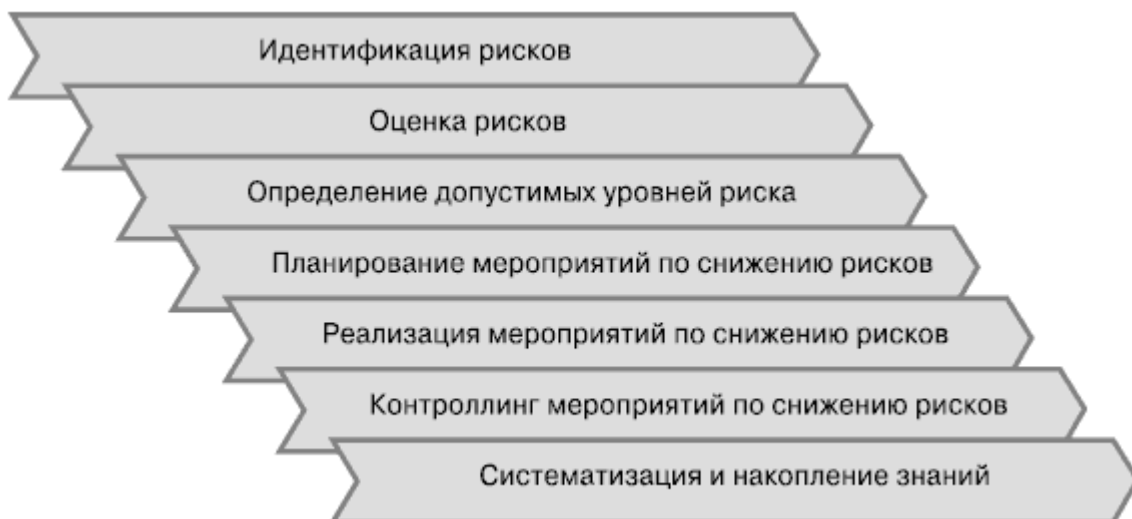 Идентификация рисков
Оценка рисков
Определение допустимых уровней риска
Планирование мероприятий по снижению рисков
Реализация мероприятий по снижению рисков
Контроллинг мероприятий по снижению рисков
Систематизация и накопление знаний